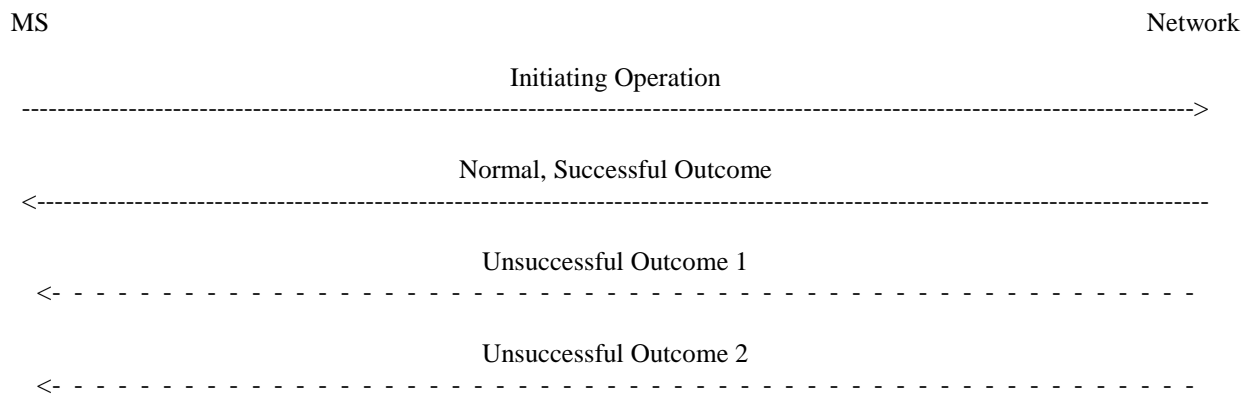 MS Network
Initiating Operation
------------------------------------------------------------------------------------------------------------------------------------>
Normal, Successful Outcome
<------------------------------------------------------------------------------------------------------------------------------------
Unsuccessful Outcome 1
<- - - - - - - - - - - - - - - - - - - - - - - - - - - - - - - - - - - - - - - - - - - - - - - - - - - - - - - -
Unsuccessful Outcome 2
<- - - - - - - - - - - - - - - - - - - - - - - - - - - - - - - - - - - - - - - - - - - - - - - - - - - - - - - -